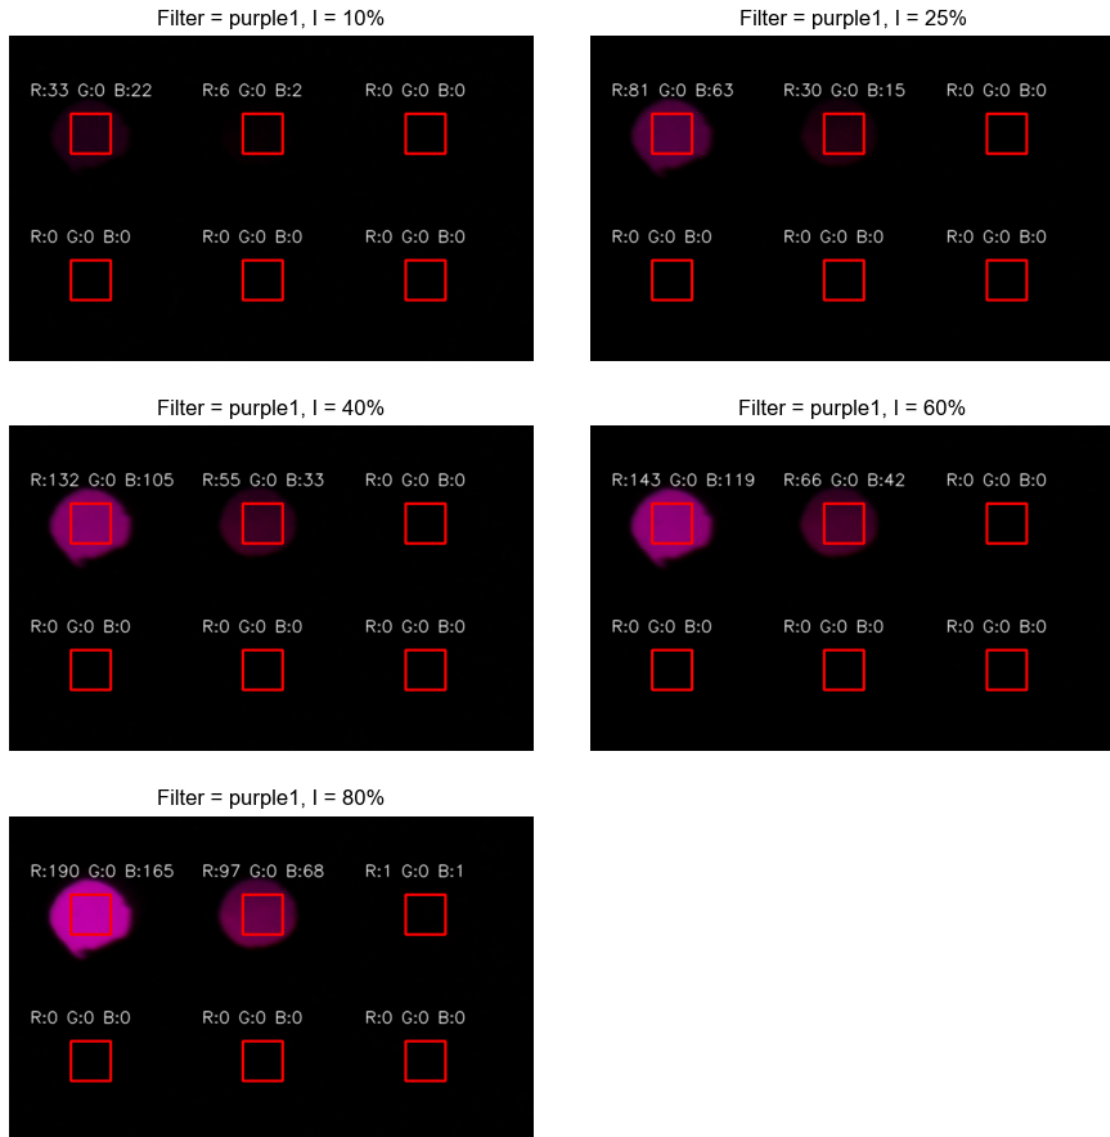 Filter = purple1, I = 10%
R:33 G:0 B:22 R:6 G:0 B:2 R:0 G:0 B:0
R:0 G:0 B:0 R:0 G:0 B:0 R:0 G:0 B:0
Filter = purple1, I = 25%
R:81 G:0 B:63 R:30 G:0 B:15 R:0 G:0 B:0
R:0 G:0 B:0 R:0 G:0 B:0 R:0 G:0 B:0
Filter = purple1, I = 40%
R:132 G:0 B:105 R:55 G:0 B:33 R:0 G:0 B:0
R:0 G:0 B:0 R:0 G:0 B:0 R:0 G:0 B:0
Filter = purple1, I = 60%
R:143 G:0 B:119 R:66 G:0 B:42 R:0 G:0 B:0
R:0 G:0 B:0 R:0 G:0 B:0 R:0 G:0 B:0
Filter = purple1, I = 80%
R:190 G:0 B:165 R:97 G:0 B:68 R:1 G:0 B:1
R:0 G:0 B:0 R:0 G:0 B:0 R:0 G:0 B:0